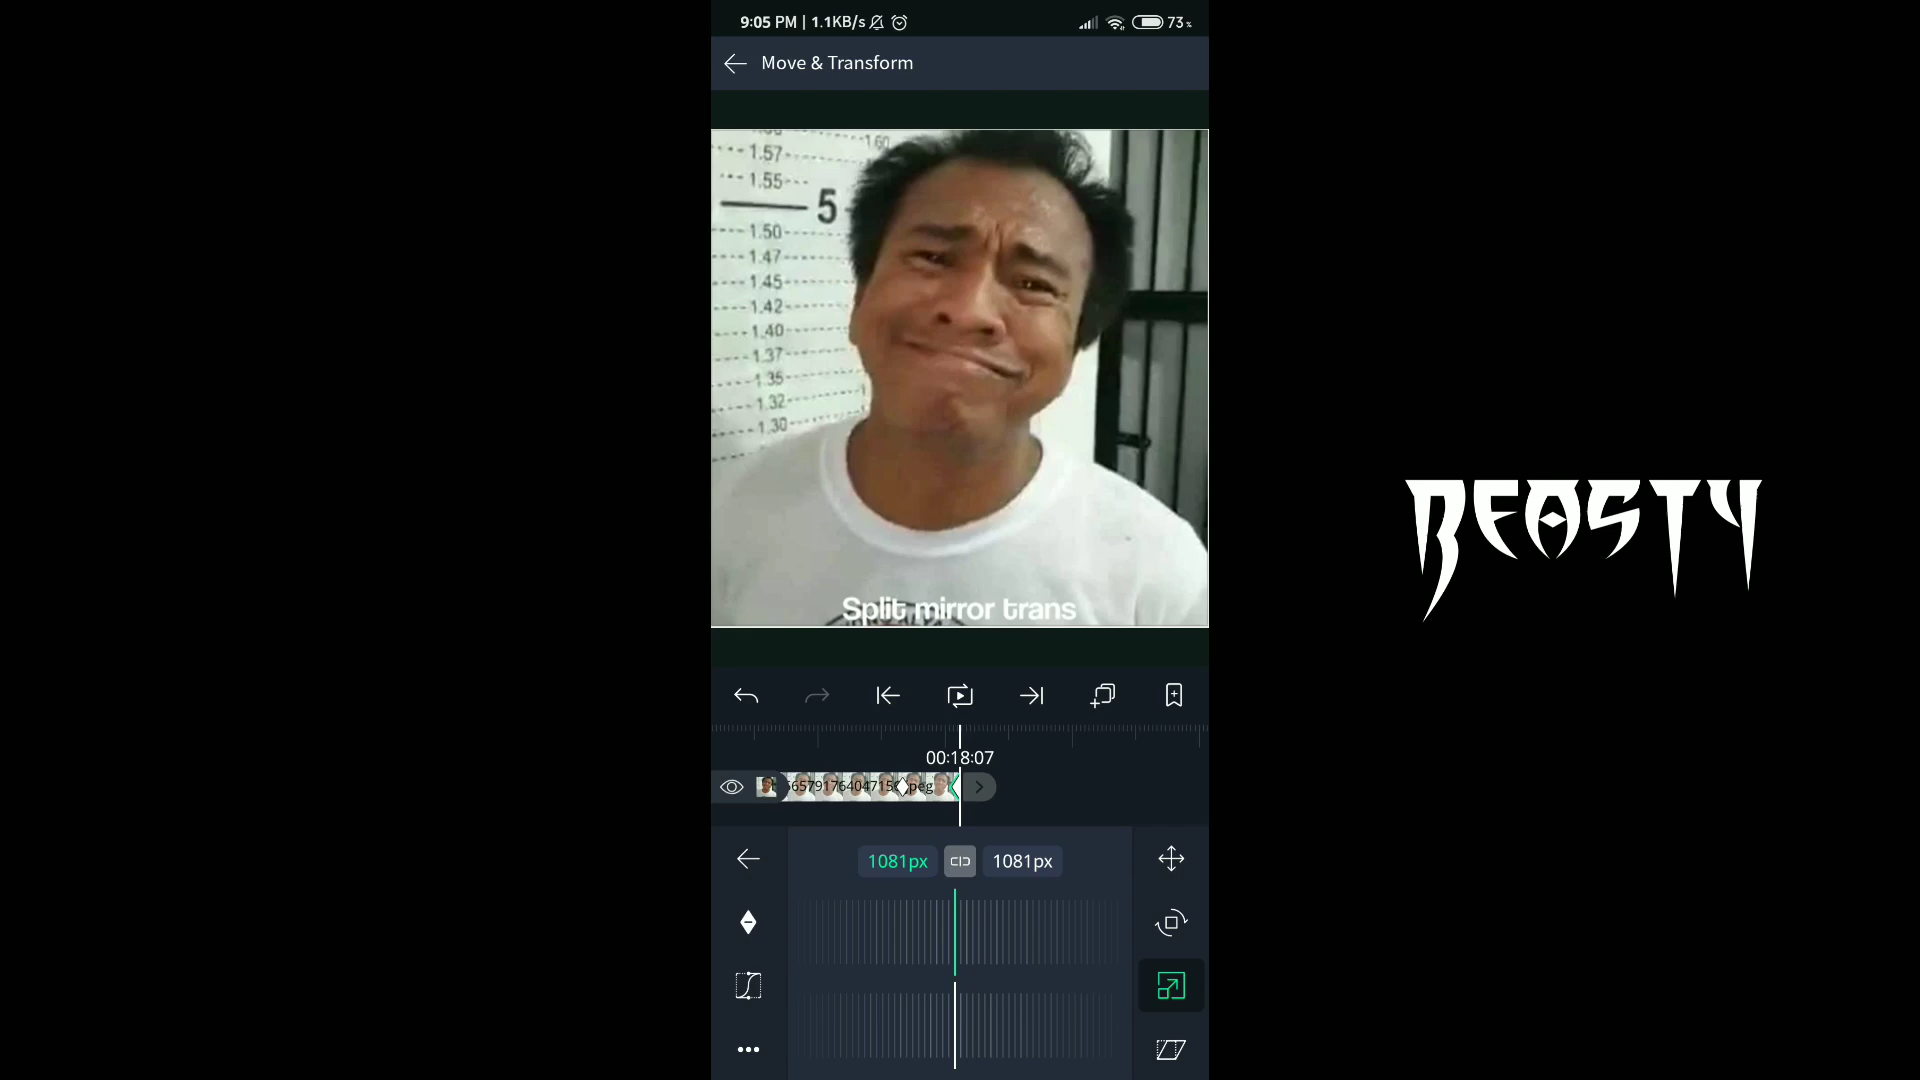 9:05 PM | 1.1KB/s
73%
Move & Transform
1.60
1.57
1.55
5
1.50
1.47
1.45
1.42
1.40
1.37
1.35
1.32
1.30
Split mirror trans
BEASTY
00:18:07
1081px
1081px